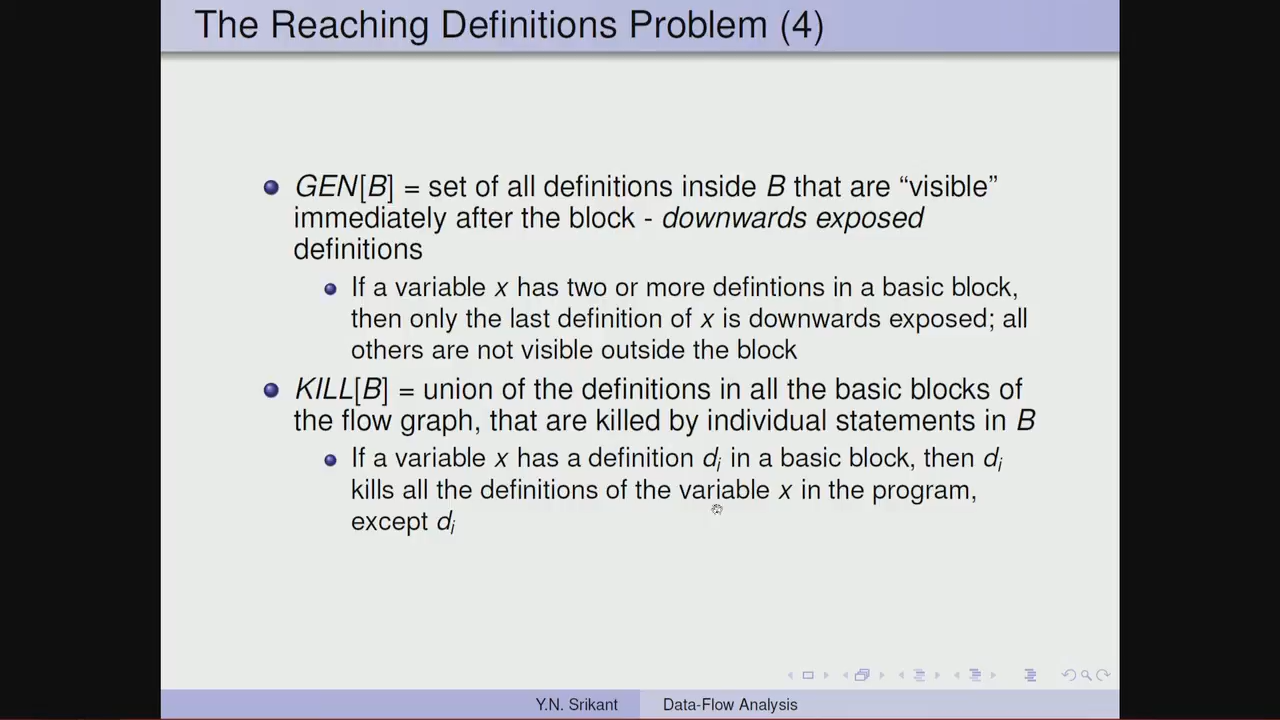 The Reaching Definitions Problem (4)
GEN[B] = set of all definitions inside B that are “visible”
immediately after the block - downwards exposed
definitions
If a variable x has two or more defintions in a basic block,
then only the last definition of x is downwards exposed; all
others are not visible outside the block
KILL[B] = union of the definitions in all the basic blocks of
the flow graph, that are killed by individual statements in B
If a variable x has a definition di in a basic block, then di
kills all the definitions of the variable x in the program,
except di
Y.N. Srikant Data-Flow Analysis